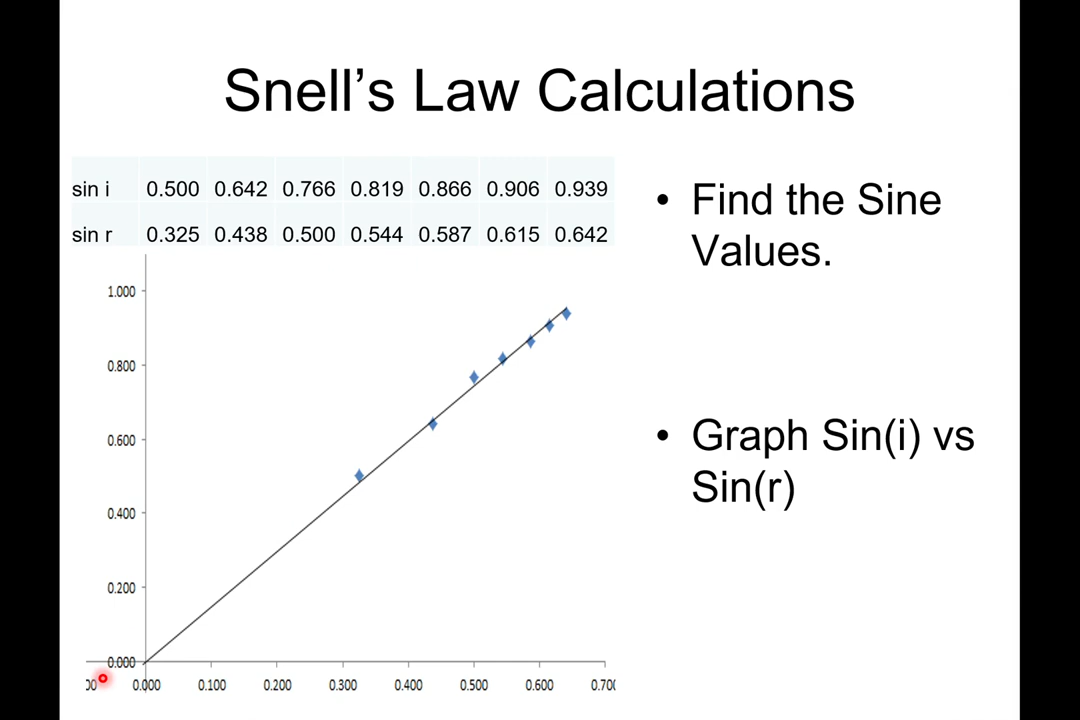 Snell’s Law Calculations
sin i 0.500 0.642 0.766 0.819 0.866 0.906 0.939
sin r 0.325 0.438 0.500 0.544 0.587 0.615 0.642
• Find the Sine
Values.
• Graph Sin(i) vs
Sin(r)
1.000
0.800
0.600
0.400
0.200
0.000
0.000 0.100 0.200 0.300 0.400 0.500 0.600